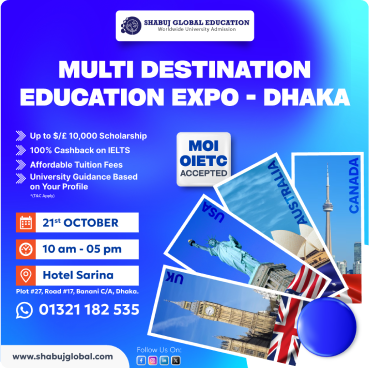 SHABUJ GLOBAL EDUCATION
Worldwide University Admission
MULTI DESTINATION
EDUCATION EXPO - DHAKA
Up to $/£ 10,000 Scholarship
100% Cashback on IELTS
Affordable Tuition Fees
University Guidance Based
on Your Profile
*(T&C Apply)
MOI
OIETC
ACCEPTED
CANADA
AUSTRALIA
USA
UK
21st OCTOBER
10 am - 05 pm
Hotel Sarina
Plot #27, Road #17, Banani C/A, Dhaka.
01321 182 535
www.shabujglobal.com
Follow Us On: